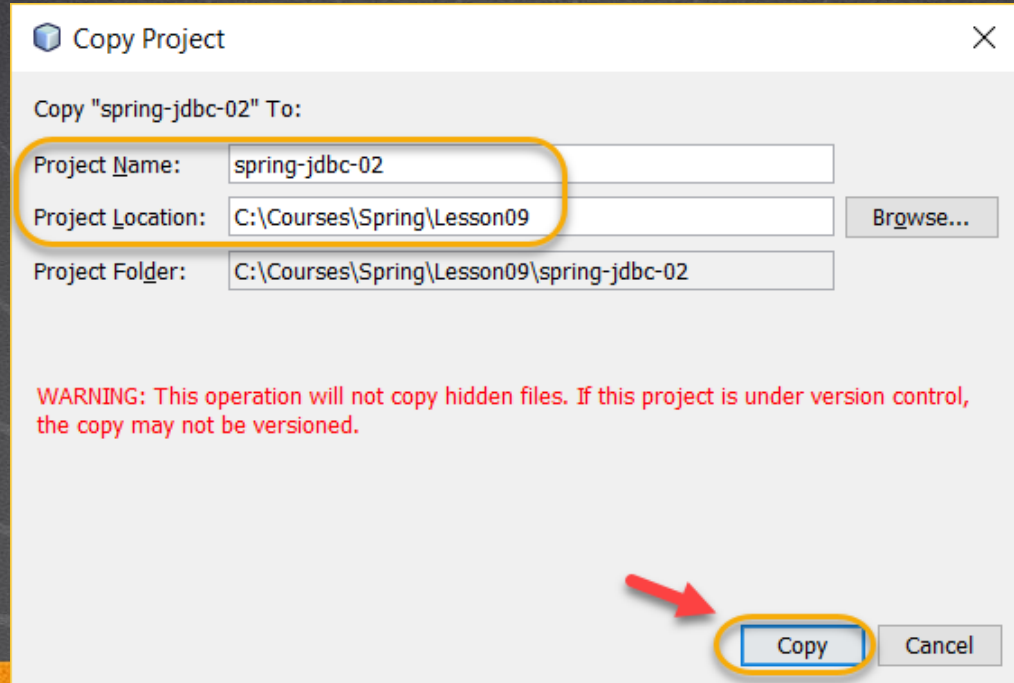 Copy Project
Copy "spring-jdbc-02" To:
Project Name: spring-jdbc-02
Project Location: C:\Courses\Spring\Lesson09 Browse...
Project Folder: C:\Courses\Spring\Lesson09\spring-jdbc-02
WARNING: This operation will not copy hidden files. If this project is under version control,
the copy may not be versioned.
Copy Cancel